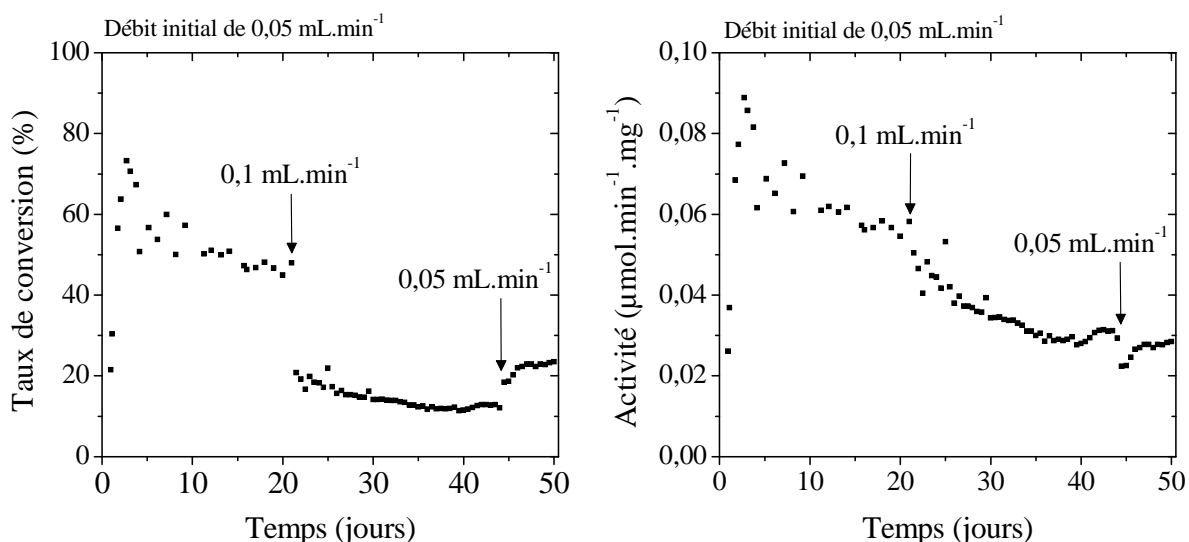 Débit initial de 0,05 mL.min⁻¹
100
80
60
40
20
0
Taux de conversion (%)
0,1 mL.min⁻¹
0,05 mL.min⁻¹
0 10 20 30 40 50
Temps (jours)
Débit initial de 0,05 mL.min⁻¹
0,10
0,08
0,06
0,04
0,02
0,00
Activité (µmol.min⁻¹.mg⁻¹)
0,1 mL.min⁻¹
0,05 mL.min⁻¹
0 10 20 30 40 50
Temps (jours)